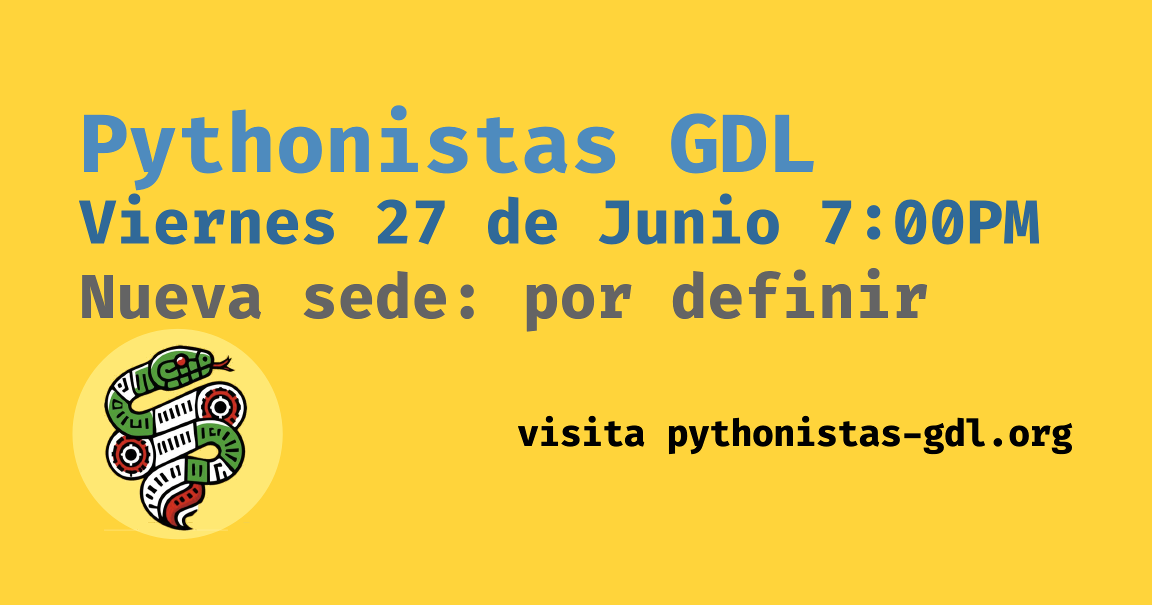 Pythonistas GDL
Viernes 27 de Junio 7:00PM
Nueva sede: por definir
visita pythonistas-gdl.org